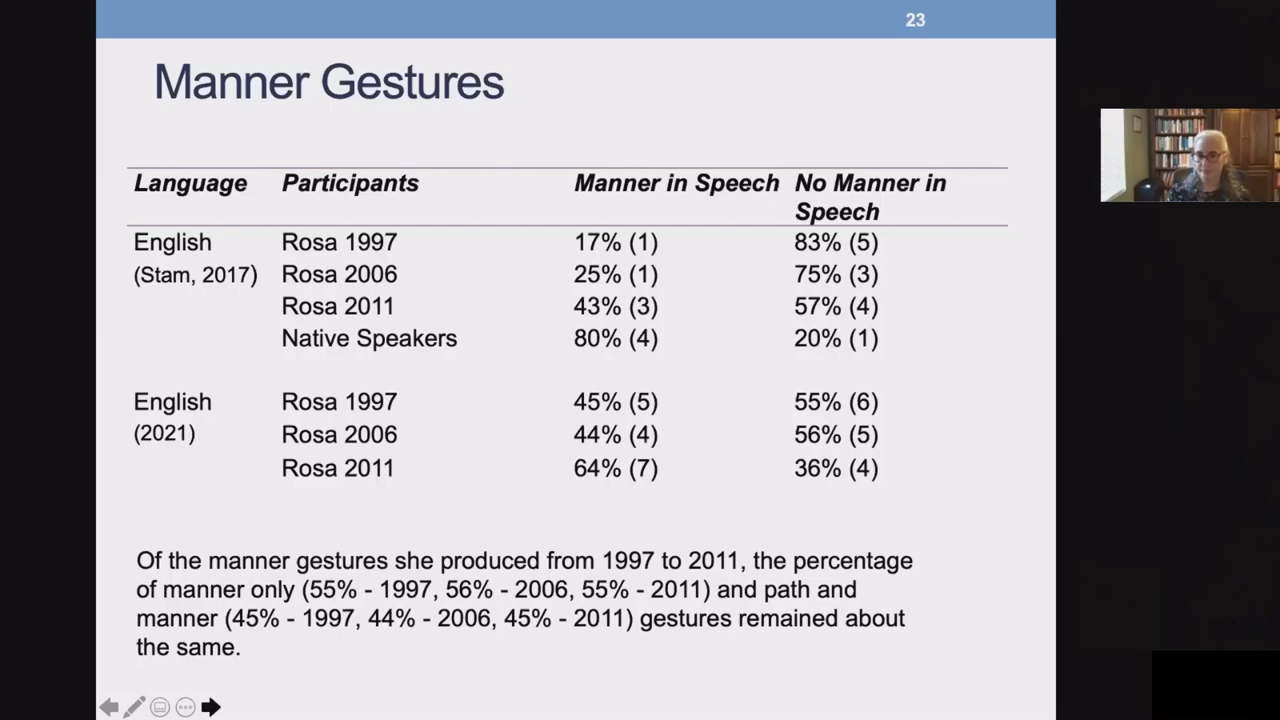 23
Manner Gestures
Language Participants Manner in Speech No Manner in
Speech
English Rosa 1997 17% (1) 83% (5)
(Stam, 2017) Rosa 2006 25% (1) 75% (3)
Rosa 2011 43% (3) 57% (4)
Native Speakers 80% (4) 20% (1)
English Rosa 1997 45% (5) 55% (6)
(2021) Rosa 2006 44% (4) 56% (5)
Rosa 2011 64% (7) 36% (4)
Of the manner gestures she produced from 1997 to 2011, the percentage
of manner only (55% - 1997, 56% - 2006, 55% - 2011) and path and
manner (45% - 1997, 44% - 2006, 45% - 2011) gestures remained about
the same.